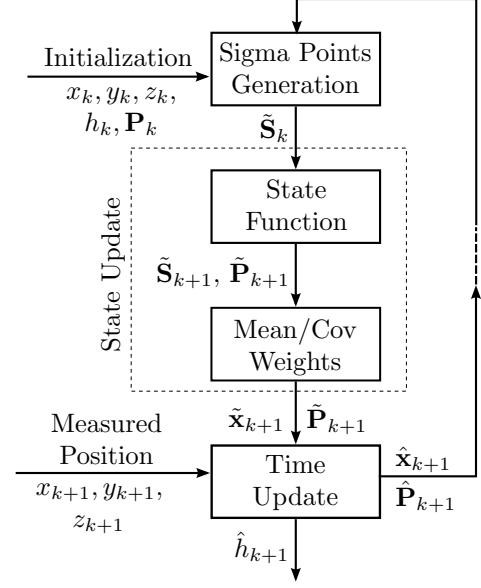 Initialization
x_k, y_k, z_k,
h_k, P_k
Sigma Points
Generation
S̃_k
State Update
State
Function
S̃_{k+1}, P̃_{k+1}
Mean/Cov
Weights
x̃_{k+1} P̃_{k+1}
Measured
Position
x_{k+1}, y_{k+1},
z_{k+1}
Time
Update
x̂_{k+1}
P̂_{k+1}
ĥ_{k+1}